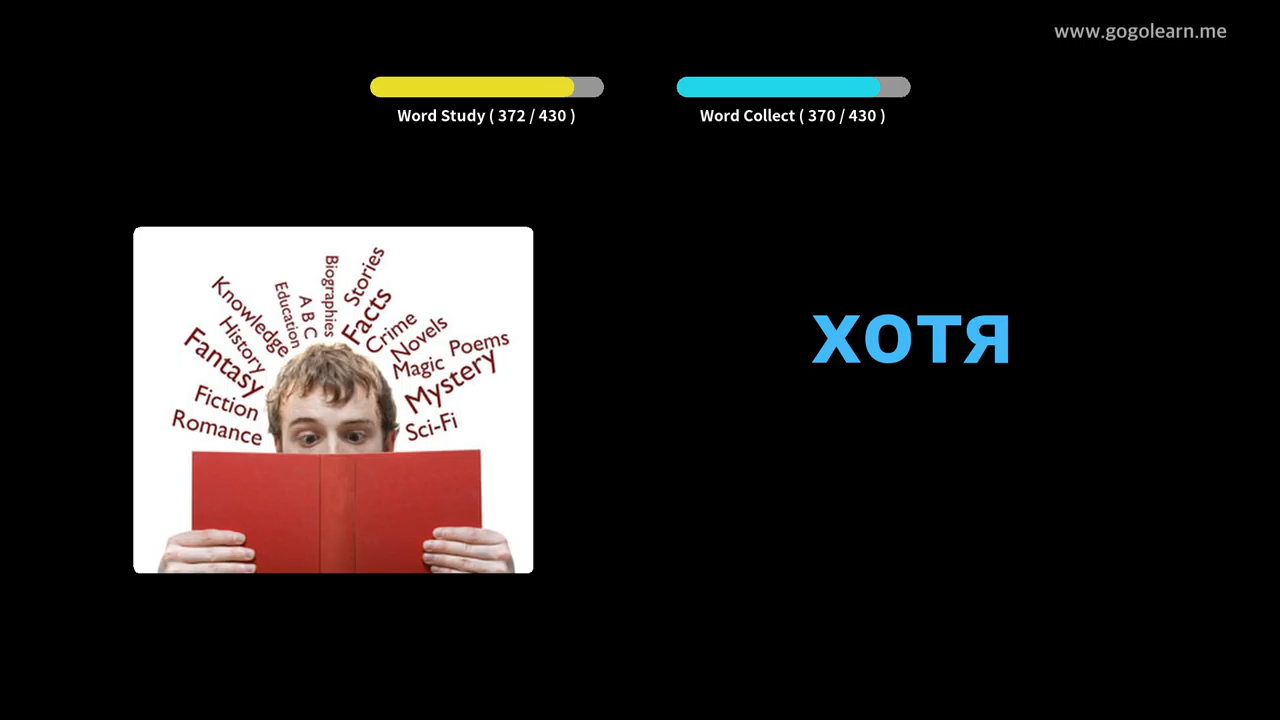 www.gogolearn.me
Word Study ( 372 / 430 )
Word Collect ( 370 / 430 )
Knowledge
History
Fantasy
Fiction
Romance
Education
A B C
Biographies
Stories
Facts
Crime
Novels
Magic
Poems
Mystery
Sci-Fi
хотя